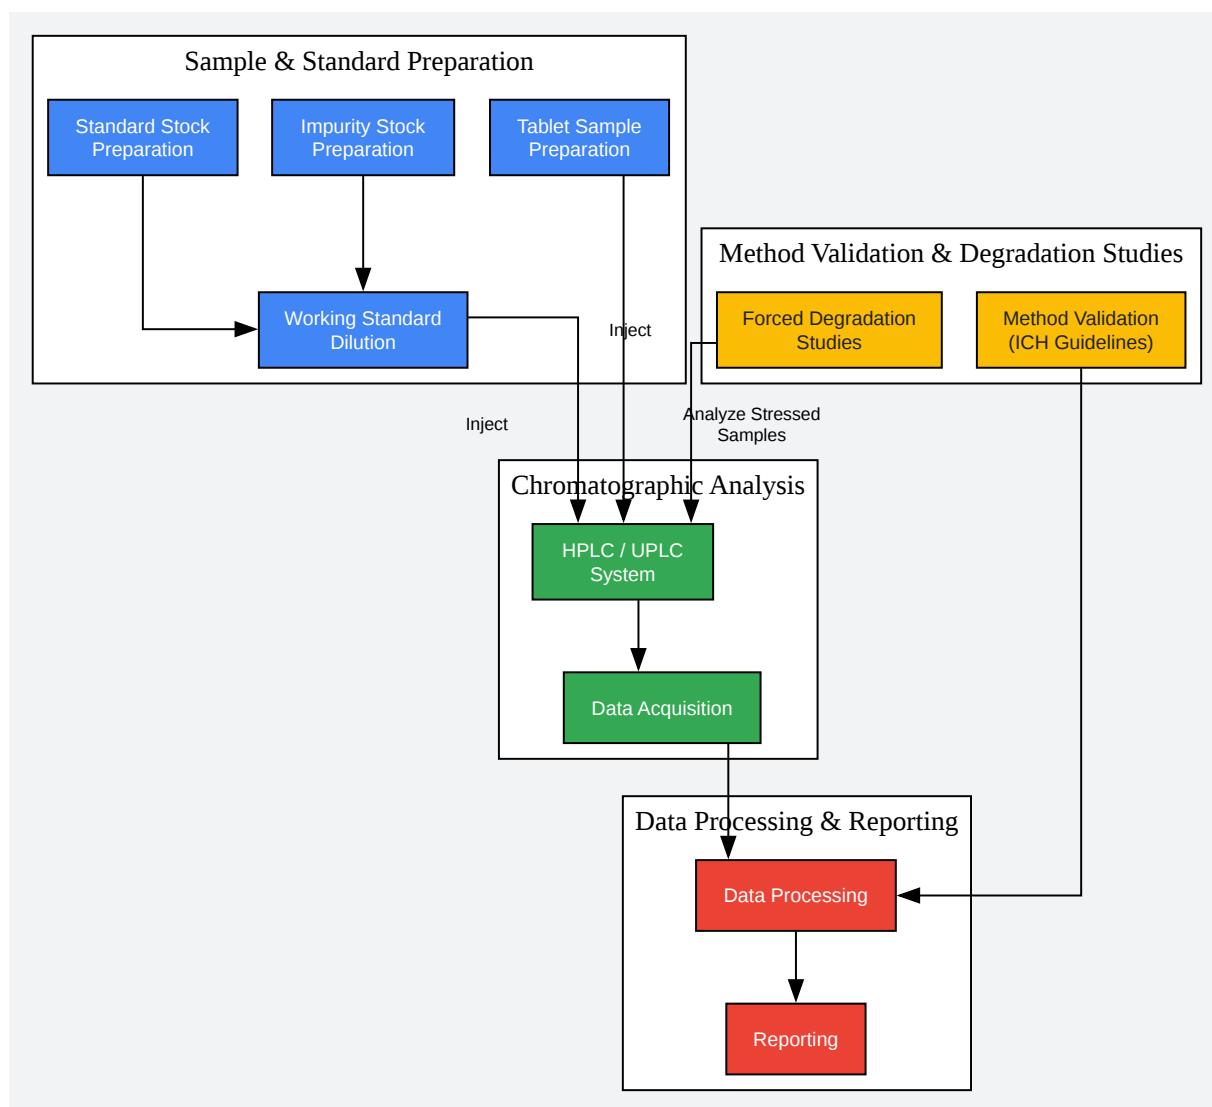 Sample & Standard Preparation
Standard Stock
Preparation
Impurity Stock
Preparation
Tablet Sample
Preparation
Working Standard
Dilution
Inject
Method Validation & Degradation Studies
Forced Degradation
Studies
Method Validation
(ICH Guidelines)
Inject
Analyze Stressed
Samples
Chromatographic Analysis
HPLC / UPLC
System
Data Acquisition
Data Processing & Reporting
Data Processing
Reporting